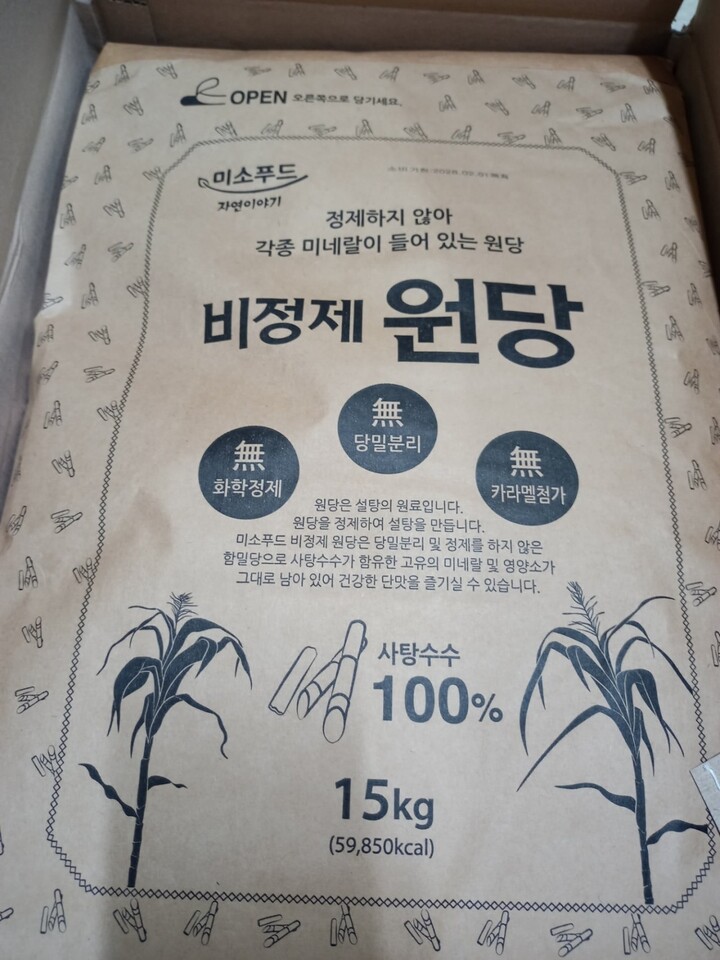 OPEN 오른쪽으로 당기세요.
미소푸드
자연이야기
정제하지 않아
각종 미네랄이 들어 있는 원당
비정제 원당
無
당밀분리
無
화학정제
無
카라멜첨가
원당은 설탕의 원료입니다.
원당을 정제하여 설탕을 만듭니다.
미소푸드 비정제 원당은 당밀분리 및 정제를 하지 않은
함밀당으로 사탕수수가 함유한 고유의 미네랄 및 영양소가
그대로 남아 있어 건강한 단맛을 즐기실 수 있습니다.
사탕수수
100%
15kg
(59,850kcal)